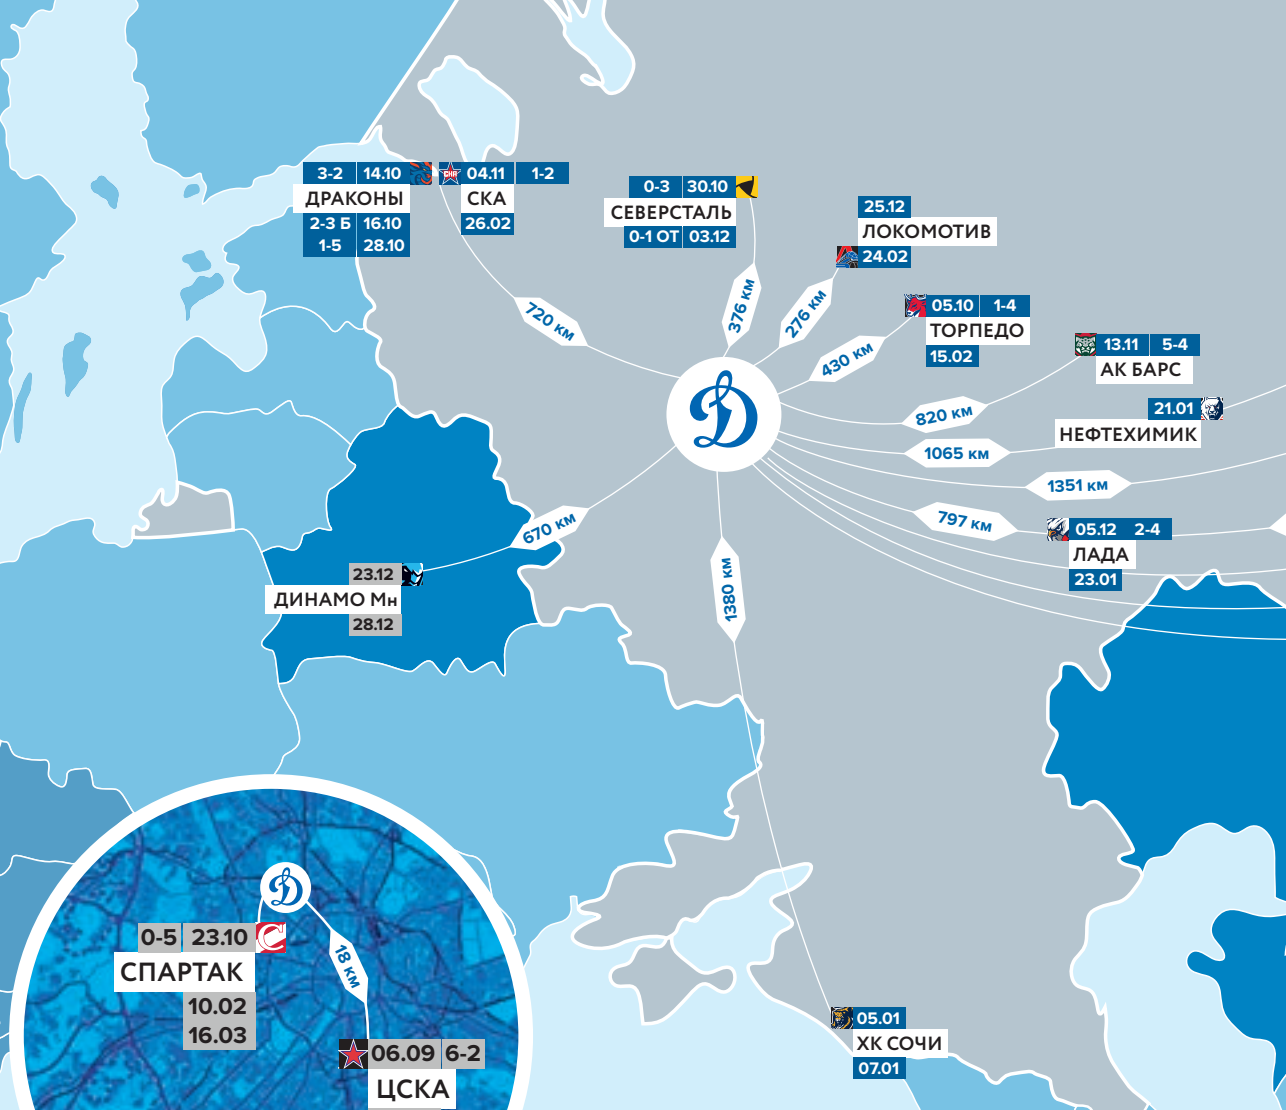 3-2 14.10
ДРАКОНЫ
2-3 Б 16.10
1-5 28.10
СКА 04.11 1-2
СКА
26.02
0-3 30.10
СЕВЕРСТАЛЬ
0-1 ОТ 03.12
25.12
ЛОКОМОТИВ
24.02
05.10 1-4
ТОРПЕДО
15.02
13.11 5-4
АК БАРС
21.01
НЕФТЕХИМИК
720 км
376 км
276 км
430 км
820 км
1065 км
1351 км
797 км
670 км
1380 км
Д
05.12 2-4
ЛАДА
23.01
23.12
ДИНАМО Мн
28.12
Д
0-5 23.10
С
СПАРТАК
10.02
16.03
18 км
06.09 6-2
ЦСКА
05.01
ХК СОЧИ
07.01